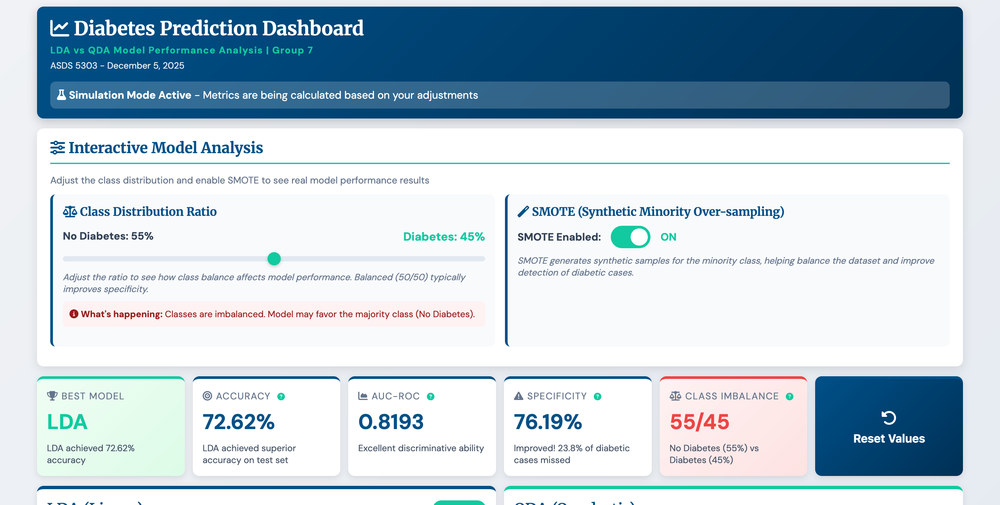 Diabetes Prediction Dashboard
LDA vs QDA Model Performance Analysis | Group 7
ASDS 5303 - December 5, 2025
Simulation Mode Active - Metrics are being calculated based on your adjustments
Interactive Model Analysis
Adjust the class distribution and enable SMOTE to see real model performance results
Class Distribution Ratio
No Diabetes: 55%
Diabetes: 45%
Adjust the ratio to see how class balance affects model performance. Balanced (50/50) typically
improves specificity.
What's happening: Classes are imbalanced. Model may favor the majority class (No Diabetes).
SMOTE (Synthetic Minority Over-sampling)
SMOTE Enabled:
ON
SMOTE generates synthetic samples for the minority class, helping balance the dataset and improve
detection of diabetic cases.
BEST MODEL
LDA
LDA achieved 72.62%
accuracy
ACCURACY ?
72.62%
LDA achieved superior
accuracy on test set
AUC-ROC ?
0.8193
Excellent discriminative ability
SPECIFICITY ?
76.19%
Improved! 23.8% of diabetic
cases missed
CLASS IMBALANCE ?
55/45
No Diabetes (55%) vs
Diabetes (45%)
Reset Values